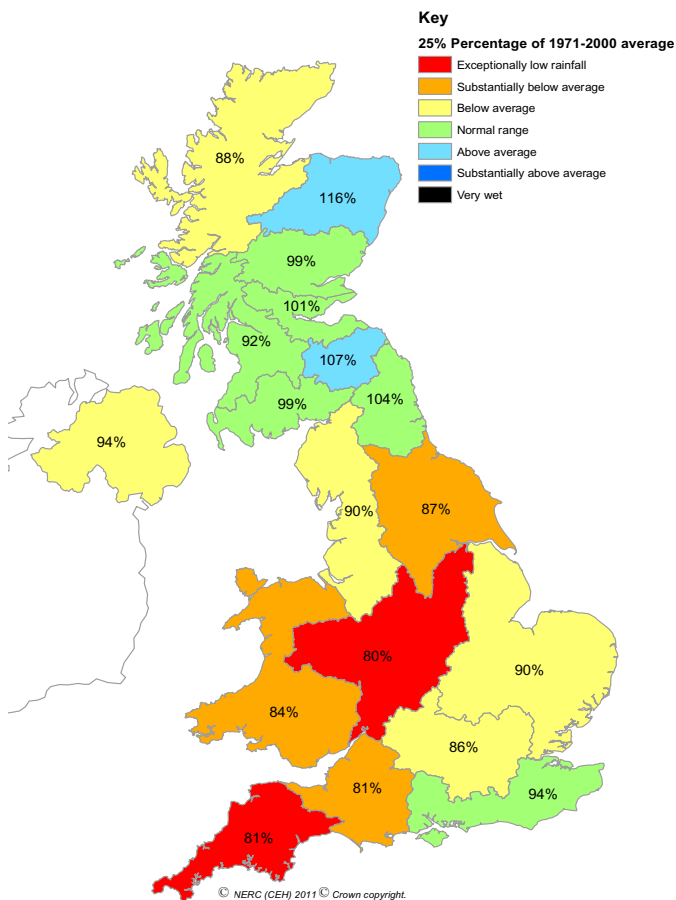 Key
25% Percentage of 1971-2000 average
Exceptionally low rainfall
Substantially below average
Below average
Normal range
Above average
Substantially above average
Very wet
88%
116%
99%
101%
92%
107%
99%
104%
94%
90%
87%
80%
90%
84%
86%
81%
94%
81%
© NERC (CEH) 2011 © Crown copyright.